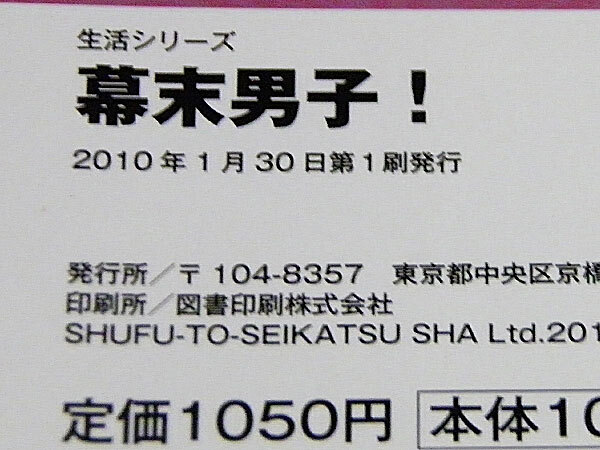 生活シリーズ
幕末男子！
2010年1月30日第1刷発行
発行所／〒104-8357　東京都中央区京橋
印刷所／図書印刷株式会社
SHUFU-TO-SEIKATSU SHA Ltd.201
定価1050円 本体10